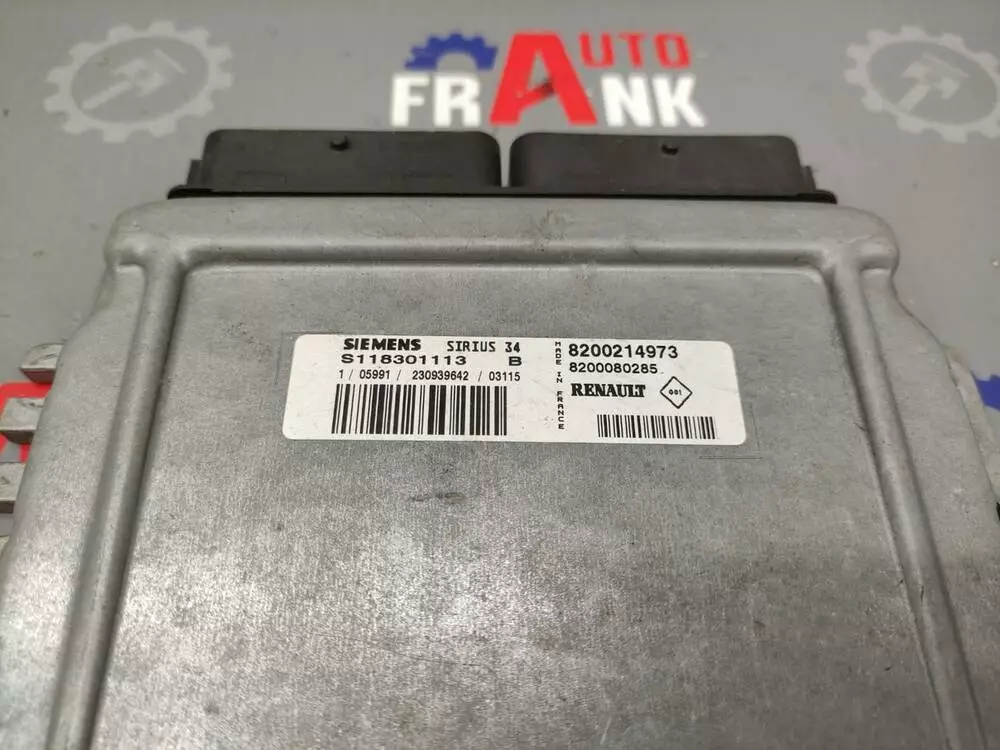 AUTO
FRANK
SIEMENS SIRIUS 34
S118301113 B
1 / 05991 / 230939642 / 03115
MADE IN FRANCE
8200214973
8200080285
RENAULT